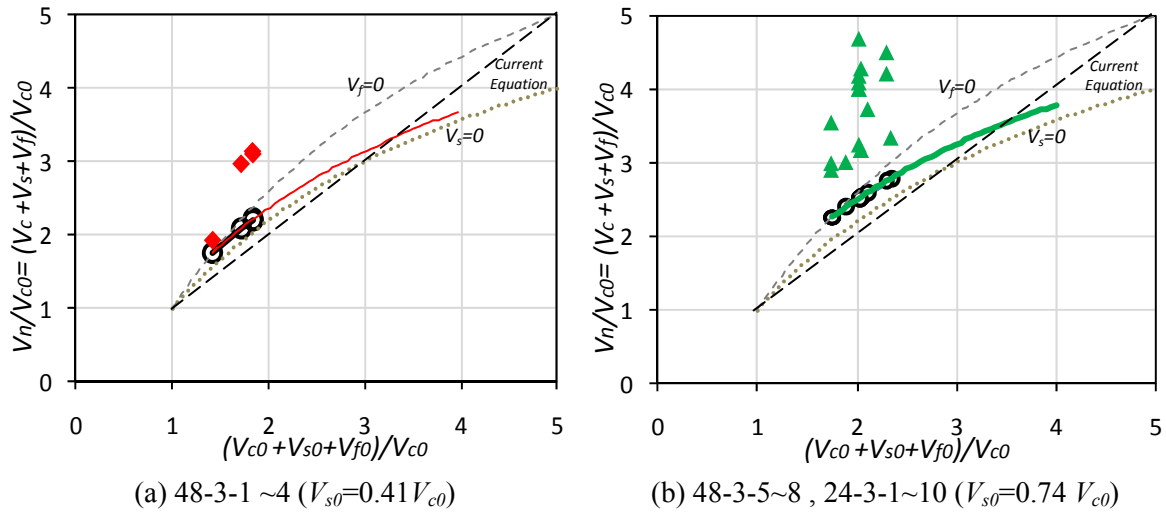 Vn/Vc0= (Vc +Vs+Vf)/Vc0
5
4
3
2
1
0
Vf=0
Current
Equation
Vs=0
0 1 2 3 4 5
(Vc0 +Vs0+Vf0)/Vc0
(a) 48-3-1 ~4 (Vs0=0.41Vc0)
Vn/Vc0= (Vc +Vs+Vf)/Vc0
5
4
3
2
1
0
Vf=0
Current
Equation
Vs=0
0 1 2 3 4 5
(Vc0 +Vs0+Vf0)/Vc0
(b) 48-3-5~8 , 24-3-1~10 (Vs0=0.74 Vc0)